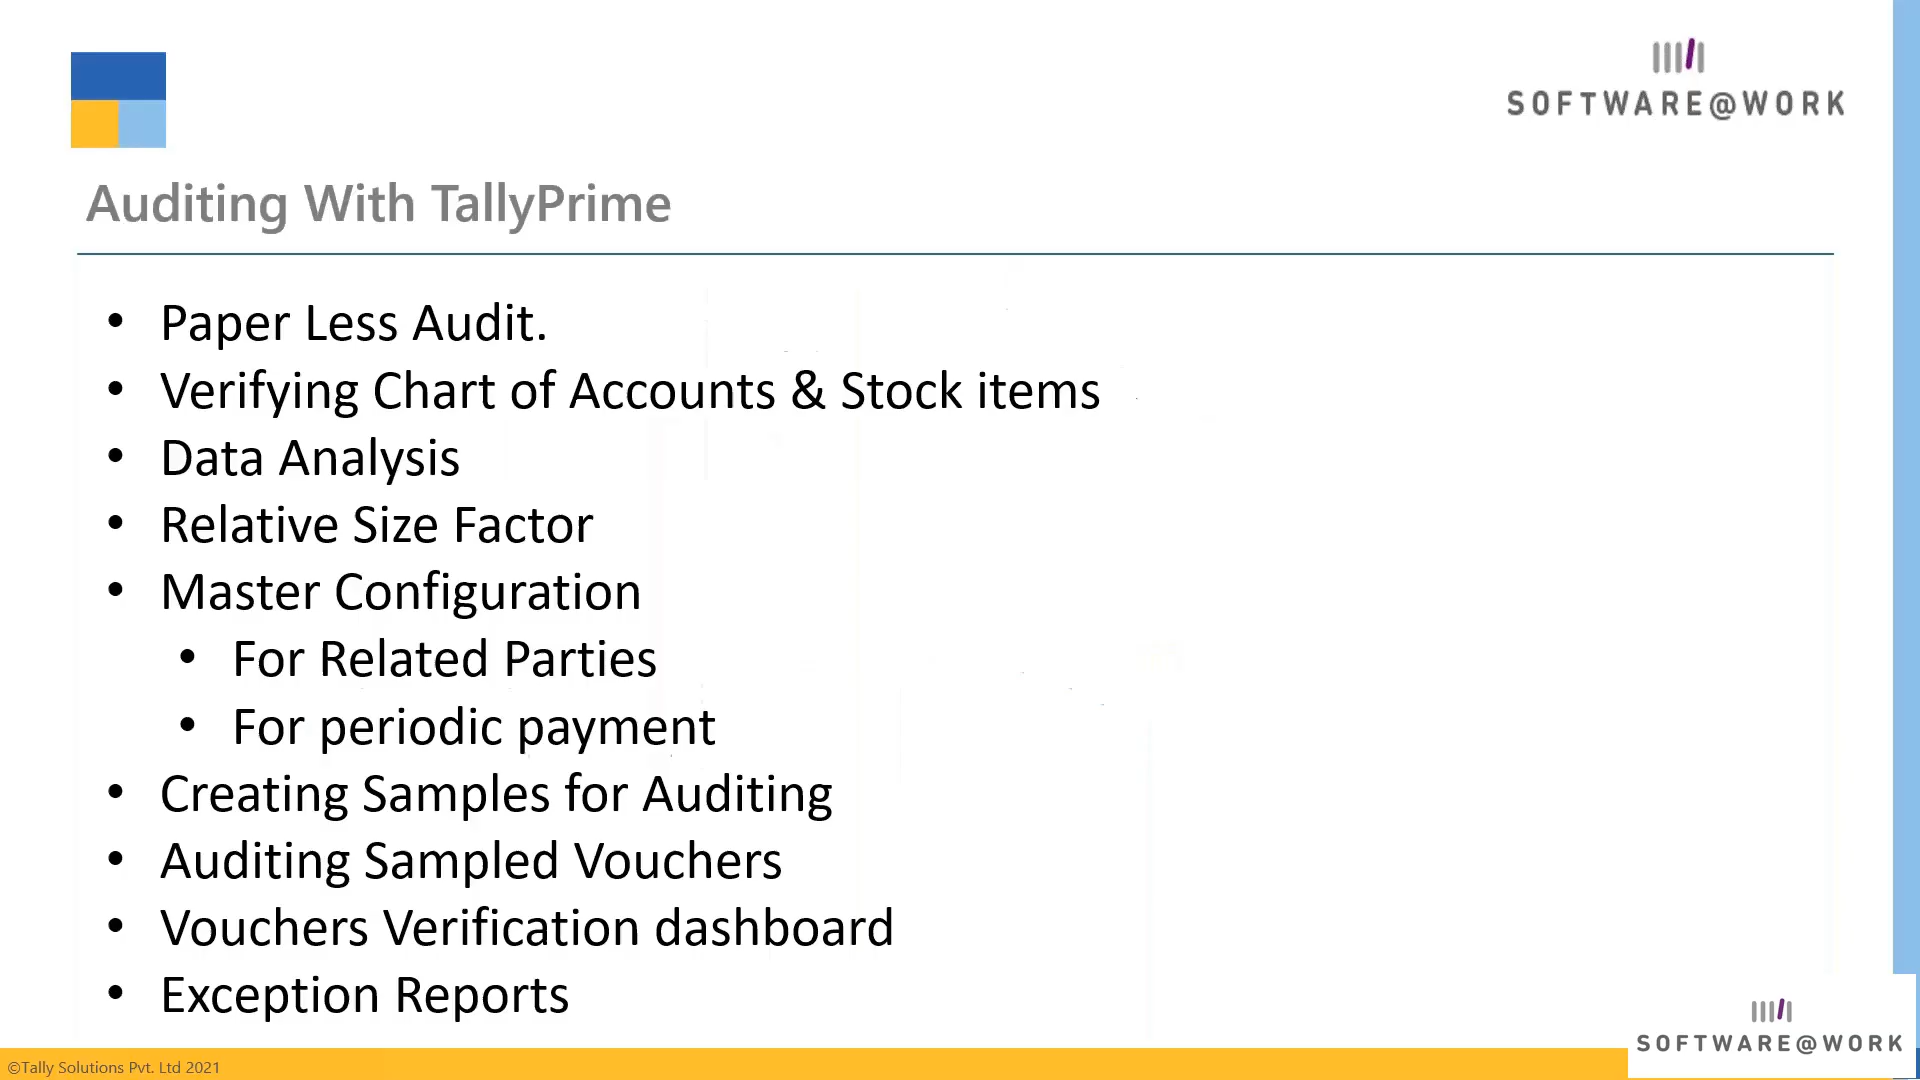 SOFTWARE@WORK
Auditing With TallyPrime
• Paper Less Audit.
• Verifying Chart of Accounts & Stock items
• Data Analysis
• Relative Size Factor
• Master Configuration
• For Related Parties
• For periodic payment
• Creating Samples for Auditing
• Auditing Sampled Vouchers
• Vouchers Verification dashboard
• Exception Reports
SOFTWARE@WORK
©Tally Solutions Pvt. Ltd 2021